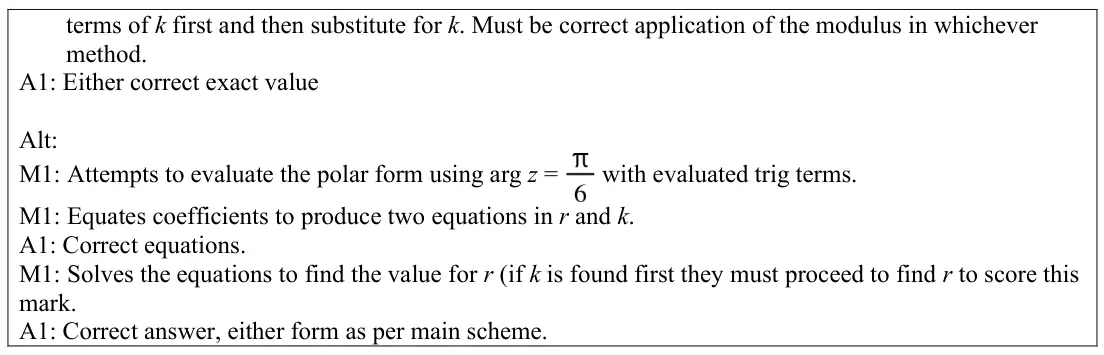 terms of k first and then substitute for k. Must be correct application of the modulus in whichever
method.
A1: Either correct exact value
Alt:
M1: Attempts to evaluate the polar form using arg z = π/6 with evaluated trig terms.
M1: Equates coefficients to produce two equations in r and k.
A1: Correct equations.
M1: Solves the equations to find the value for r (if k is found first they must proceed to find r to score this
mark.
A1: Correct answer, either form as per main scheme.